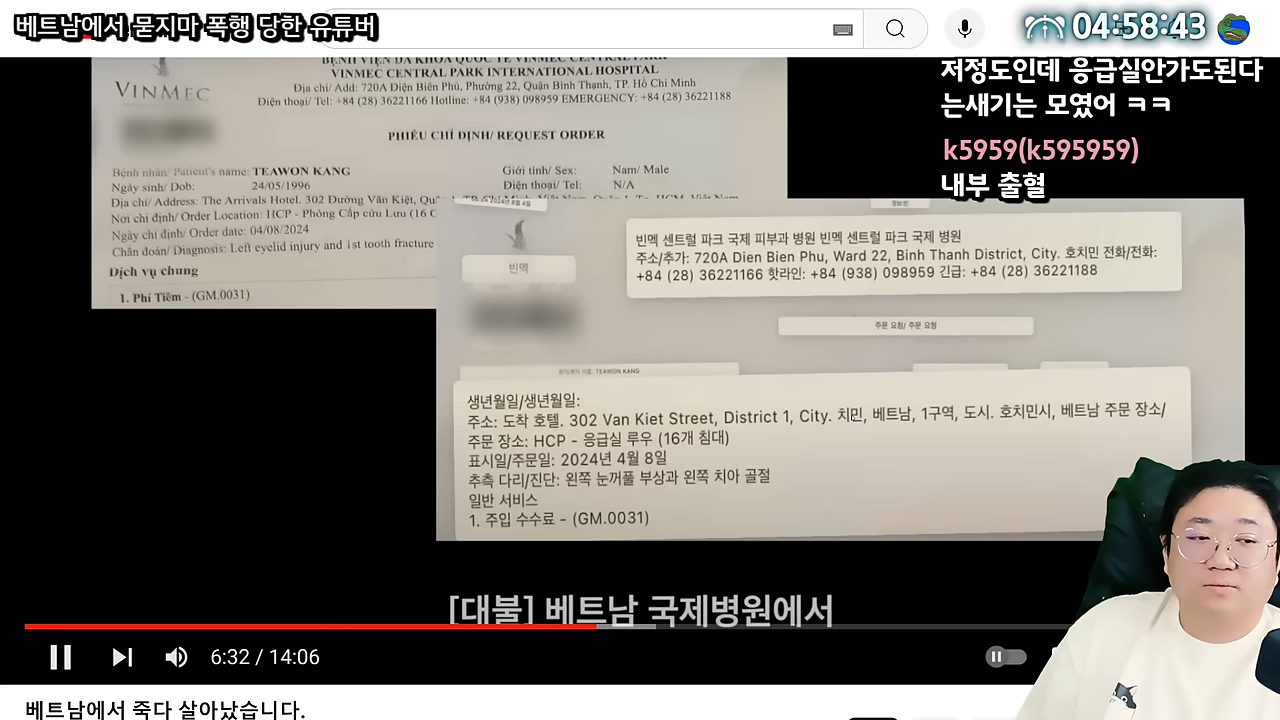 베트남에서 묻지마 폭행 당한 유튜버
04:58:43
저정도인데 응급실안가도된다
는새기는 모였어 ㅋㅋ
k5959(k595959)
내부 출혈
BỆNH VIỆN ĐA KHOA QUỐC TẾ VINMEC CENTRAL PARK
VINMEC CENTRAL PARK INTERNATIONAL HOSPITAL
Địa chỉ/ Add: 720A Điện Biên Phủ, Phường 22, Quận Bình Thạnh, TP. Hồ Chí Minh
Điện thoại/ Tel: +84 (28) 36221166 Hotline: +84 (938) 098959 EMERGENCY: +84 (28) 36221188
VINMEC
PHIẾU CHỈ ĐỊNH/ REQUEST ORDER
Bệnh nhân/ Patient's name: TEAWON KANG
Giới tính/ Sex: Nam/ Male
Ngày sinh/ Dob: 24/05/1996
Điện thoại/ Tel: N/A
Địa chỉ/ Address: The Arrivals Hotel. 302 Đường Văn Kiệt,
Nơi chỉ định/ Order Location: HCP - Phòng Cấp cứu Lưu (16 G
Ngày chỉ định/ Order date: 04/08/2024
Chẩn đoán/ Diagnosis: Left eyelid injury and 1st tooth fracture
Dịch vụ chung
1. Phí Tiêm - (GM.0031)
빈멕
빈멕 센트럴 파크 국제 피부과 병원 빈멕 센트럴 파크 국제 병원
주소/추가: 720A Dien Bien Phu, Ward 22, Binh Thanh District, City. 호치민 전화/전화:
+84 (28) 36221166 핫라인: +84 (938) 098959 긴급: +84 (28) 36221188
주문 요청/ 주문 요청
TEAWON KANG
생년월일/생년월일:
주소: 도착 호텔. 302 Van Kiet Street, District 1, City. 치민, 베트남, 1구역, 도시. 호치민시, 베트남 주문 장소/
주문 장소: HCP - 응급실 루우 (16개 침대)
표시일/주문일: 2024년 4월 8일
추측 다리/진단: 왼쪽 눈꺼풀 부상과 왼쪽 치아 골절
일반 서비스
1. 주입 수수료 - (GM.0031)
[대불] 베트남 국제병원에서
6:32 / 14:06
베트남에서 죽다 살아났습니다.